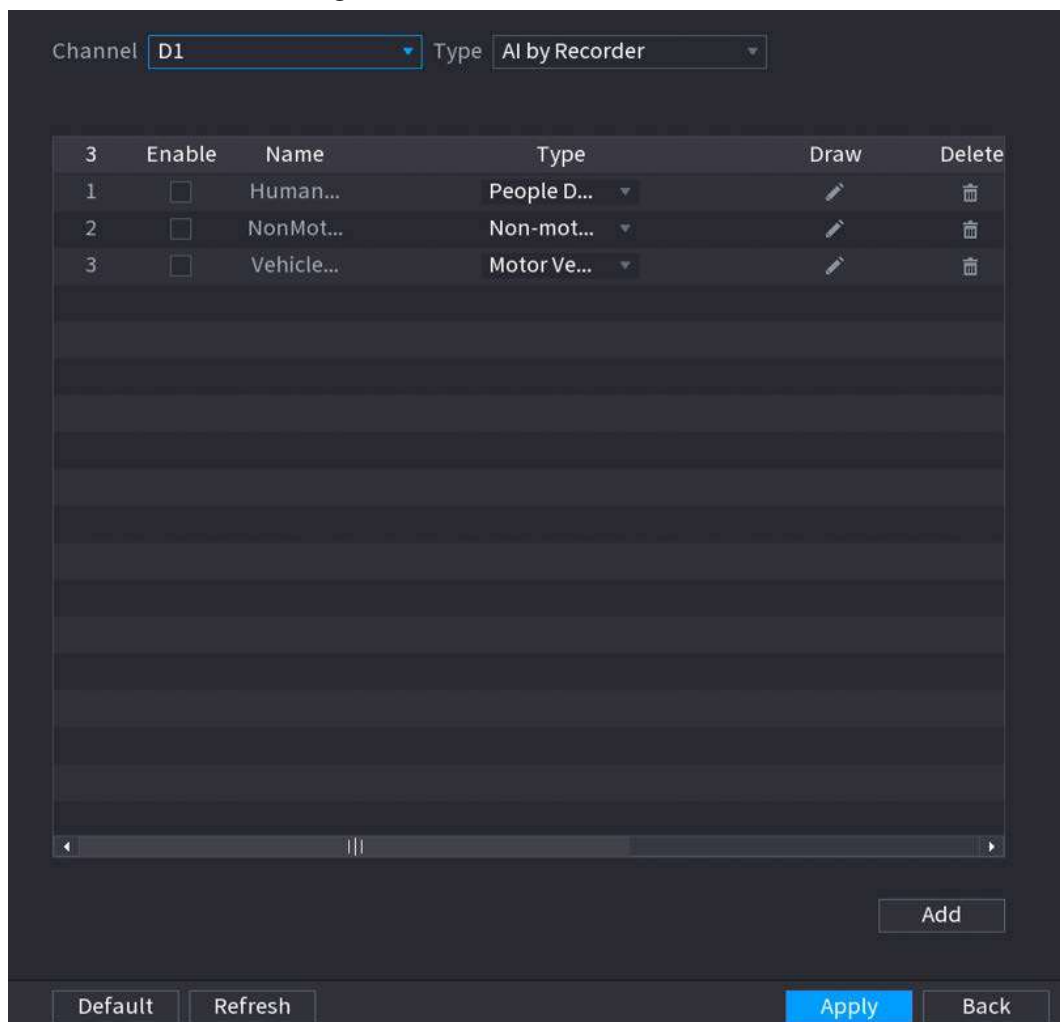 Channel D1 Type AI by Recorder
3 Enable Name Type Draw Delete
1 Human... People D...
2 NonMot... Non-mot...
3 Vehicle... Motor Ve...
Add
Default Refresh Apply Back